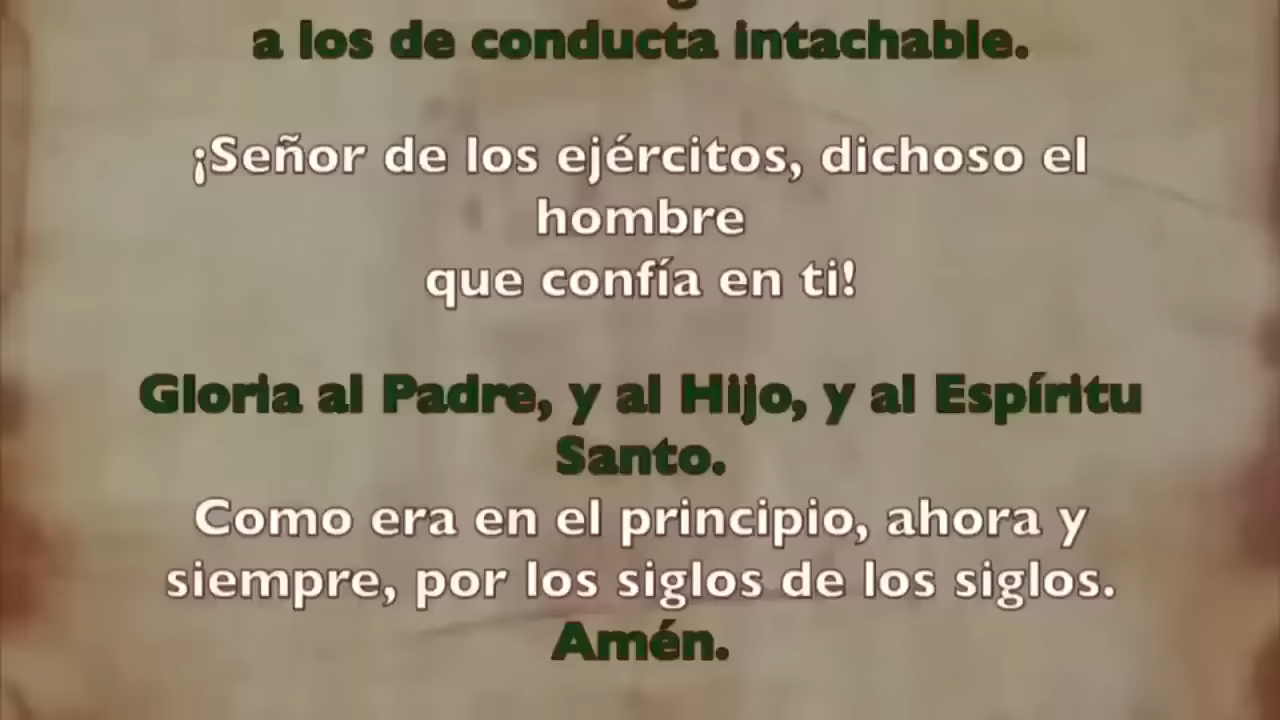 a los de conducta intachable.
¡Señor de los ejércitos, dichoso el
hombre
que confía en ti!
Gloria al Padre, y al Hijo, y al Espíritu
Santo.
Como era en el principio, ahora y
siempre, por los siglos de los siglos.
Amén.